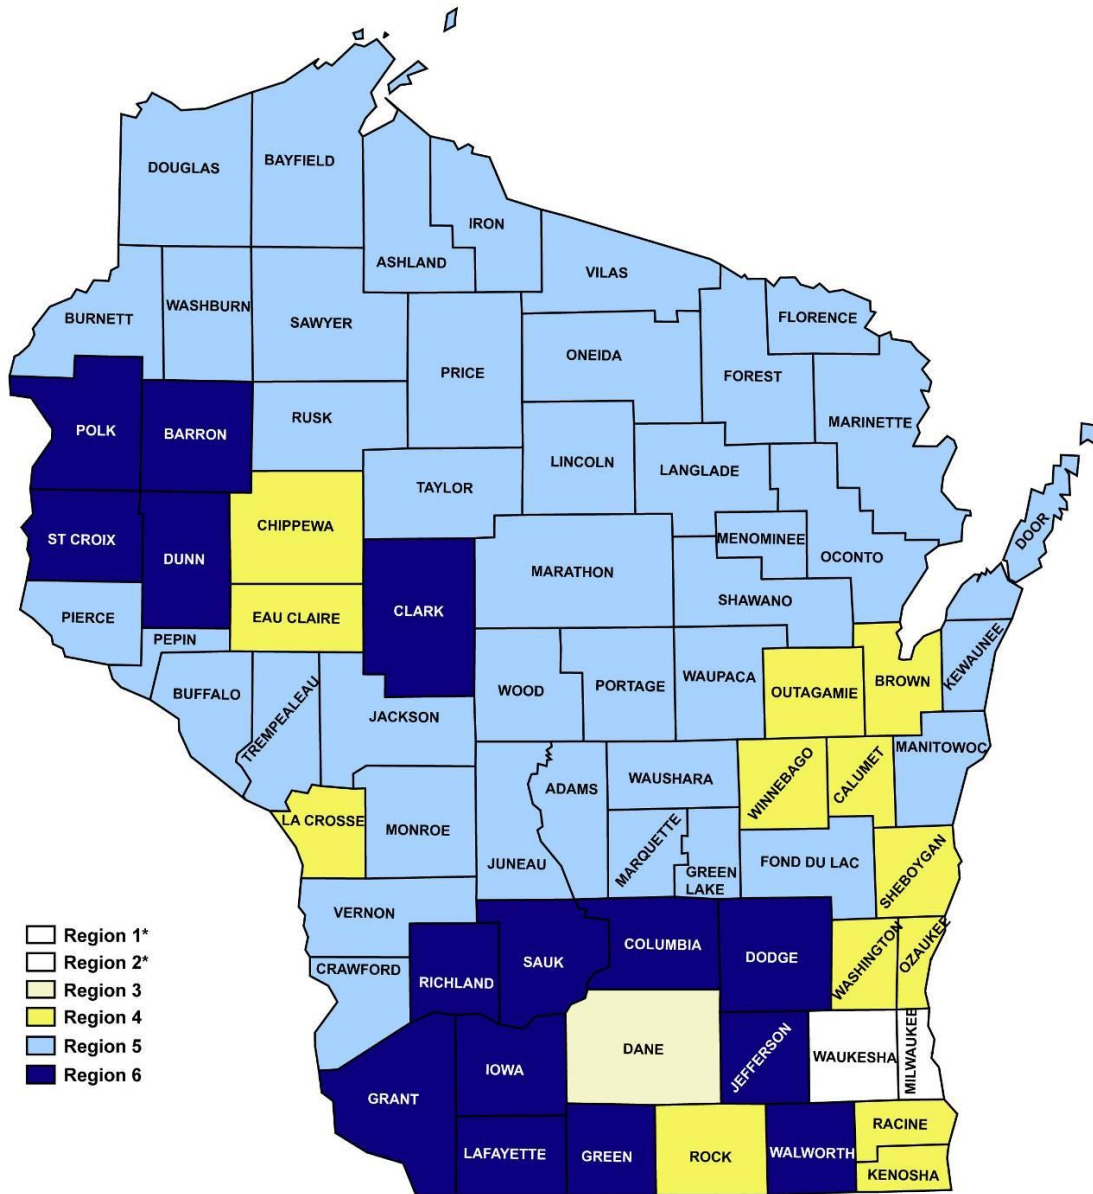 DOUGLAS
BAYFIELD
IRON
ASHLAND
VILAS
BURNETT
WASHBURN
SAWYER
FLORENCE
PRICE
ONEIDA
FOREST
MARINETTE
POLK
BARRON
RUSK
LINCOLN
LANGLADE
TAYLOR
CHIPPEWA
DOOR
ST CROIX
DUNN
MENOMINEE
OCONTO
MARATHON
SHAWANO
PIERCE
EAU CLAIRE
CLARK
PEPIN
KEWAUNEE
BUFFALO
TREMPEALEAU
JACKSON
WOOD
PORTAGE
WAUPACA
OUTAGAMIE
BROWN
MANITOWOC
WINNEBAGO
CALUMET
WAUSHARA
ADAMS
LA CROSSE
MONROE
JUNEAU
MARQUETTE
GREEN
LAKE
FOND DU LAC
SHEBOYGAN
VERNON
CRAWFORD
RICHLAND
SAUK
COLUMBIA
DODGE
WASHINGTON
OZAUKEE
DANE
JEFFERSON
WAUKESHA
MILWAUKEE
IOWA
GRANT
LAFAYETTE
GREEN
ROCK
WALWORTH
RACINE
KENOSHA
Region 1*
Region 2*
Region 3
Region 4
Region 5
Region 6